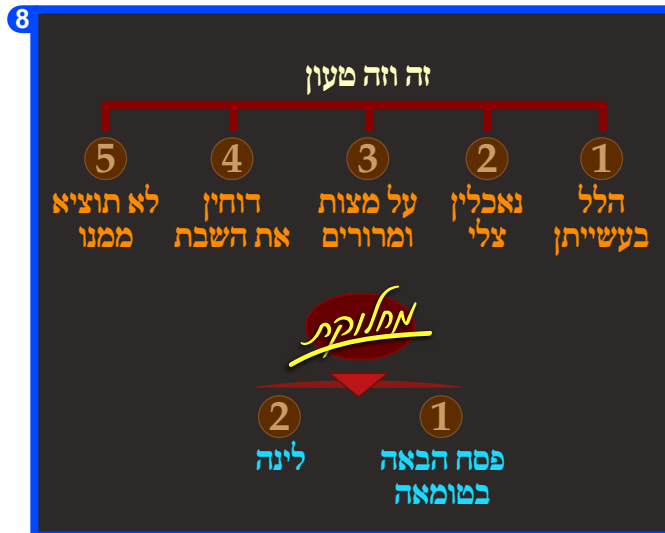 8
זה וזה טעון
1 2 3 4 5
הלל נאכלין על מצות דוחין לא תוציא
בעשייתן צלי ומרורים את השבת ממנו
מחלוקת
1 2
פסח הבאה לינה
בטומאה